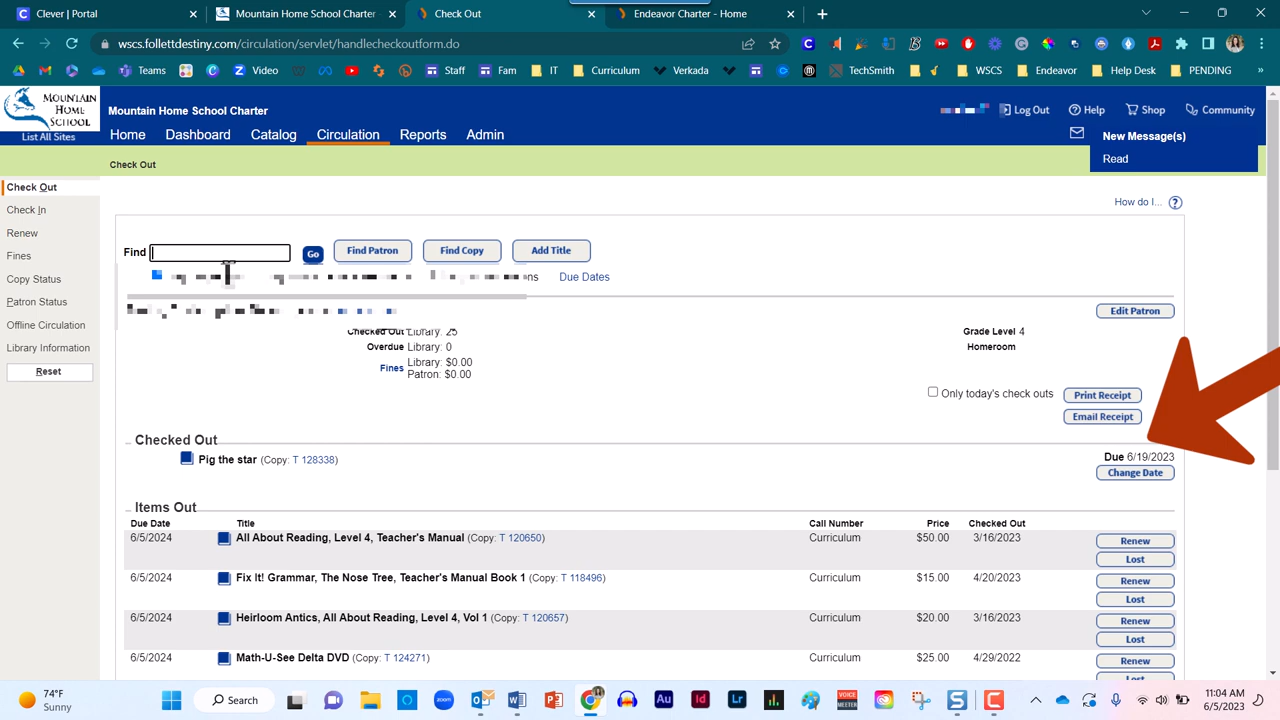 Clever | Portal
Mountain Home School Charter
Check Out
Endeavor Charter - Home
wscs.follettdestiny.org/circulation/servlet/handlecheckoutform.do
Teams Video Staff Fam IT Curriculum Verkada TechSmith WSCS Endeavor Help Desk PENDING
MOUNTAIN
HOME
SCHOOL
List All Sites
Mountain Home School Charter
Log Out Help Shop Community
Home Dashboard Catalog Circulation Reports Admin
New Message(s)
Read
Check Out
Check Out
Check In
Renew
Fines
Copy Status
Patron Status
Offline Circulation
Library Information
Reset
How do I... ?
Find Go Find Patron Find Copy Add Title
ns Due Dates
Edit Patron
Checked Out Library: 25
Overdue Library: 0
Fines Library: $0.00
Patron: $0.00
Grade Level 4
Homeroom
Only today's check outs Print Receipt
Email Receipt
Checked Out
Pig the star (Copy: T 128338) Due 6/19/2023
Change Date
Items Out
Due Date Title Call Number Price Checked Out
6/5/2024 All About Reading, Level 4, Teacher's Manual (Copy: T 120650) Curriculum $50.00 3/16/2023 Renew
Lost
6/5/2024 Fix It! Grammar, The Nose Tree, Teacher's Manual Book 1 (Copy: T 118496) Curriculum $15.00 4/20/2023 Renew
Lost
6/5/2024 Heirloom Antics, All About Reading, Level 4, Vol 1 (Copy: T 120657) Curriculum $20.00 3/16/2023 Renew
Lost
6/5/2024 Math-U-See Delta DVD (Copy: T 124271) Curriculum $25.00 4/29/2022 Renew
Lost
74°F
Sunny
Search
11:04 AM
6/5/2023